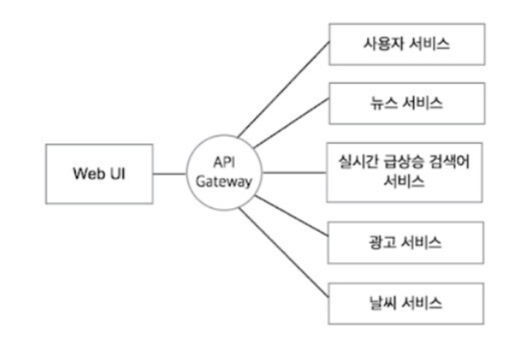 사용자 서비스
뉴스 서비스
실시간 급상승 검색어
서비스
Web UI
API
Gateway
광고 서비스
날씨 서비스